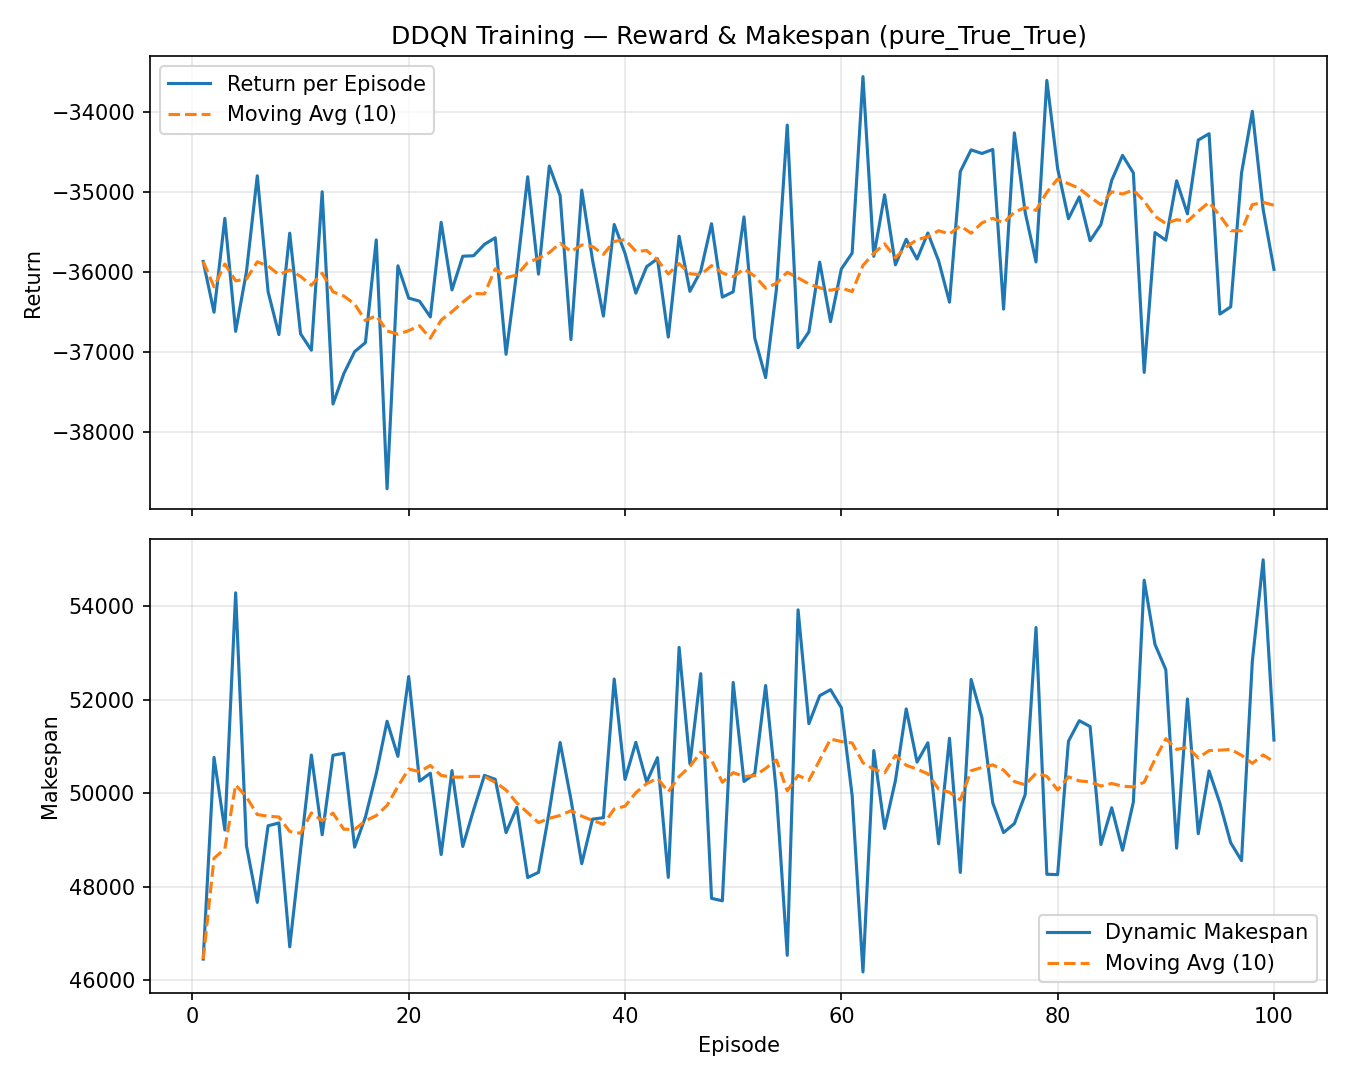 DDQN Training — Reward & Makespan (pure_True_True)
Return per Episode
Moving Avg (10)
−34000
−35000
−36000
−37000
−38000
Return
54000
52000
50000
48000
46000
Makespan
Dynamic Makespan
Moving Avg (10)
0 20 40 60 80 100
Episode